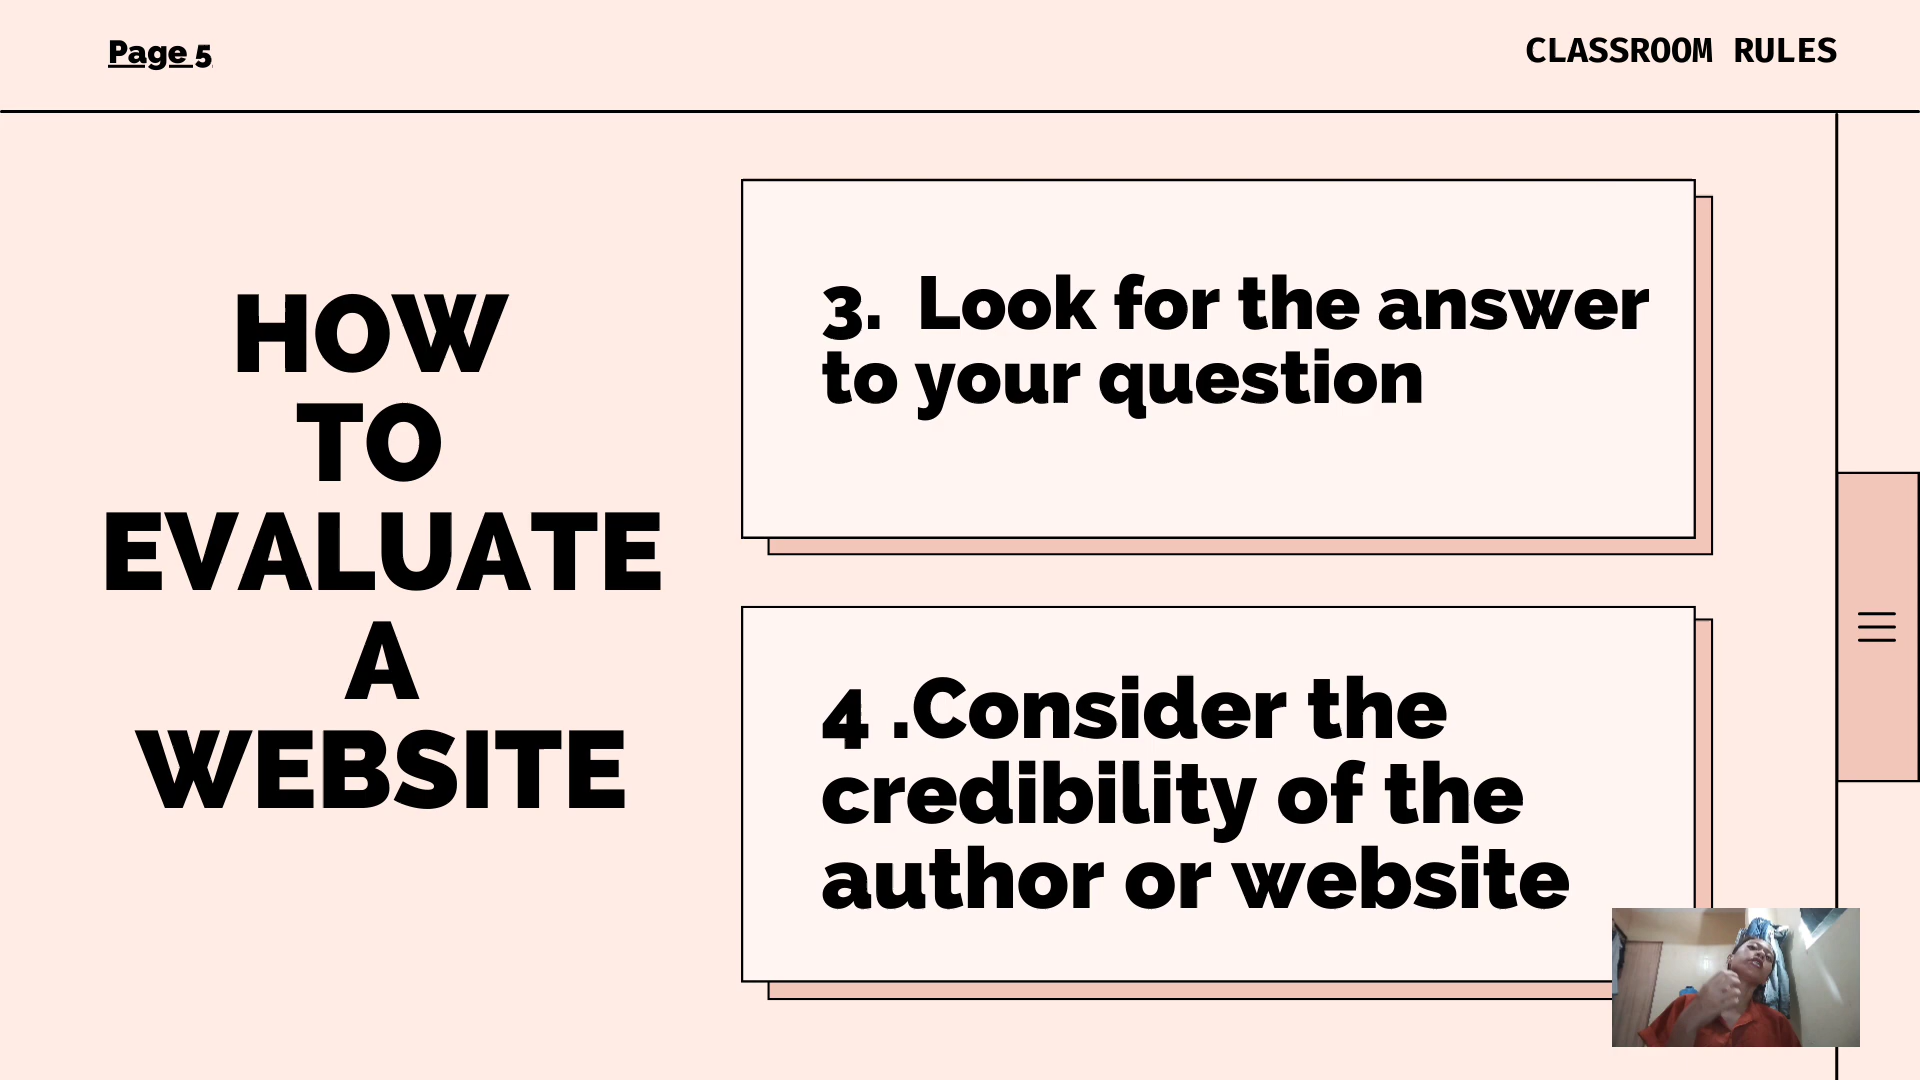 Page 5
CLASSROOM RULES
HOW
TO
EVALUATE
A
WEBSITE
3. Look for the answer
to your question
4 .Consider the
credibility of the
author or website